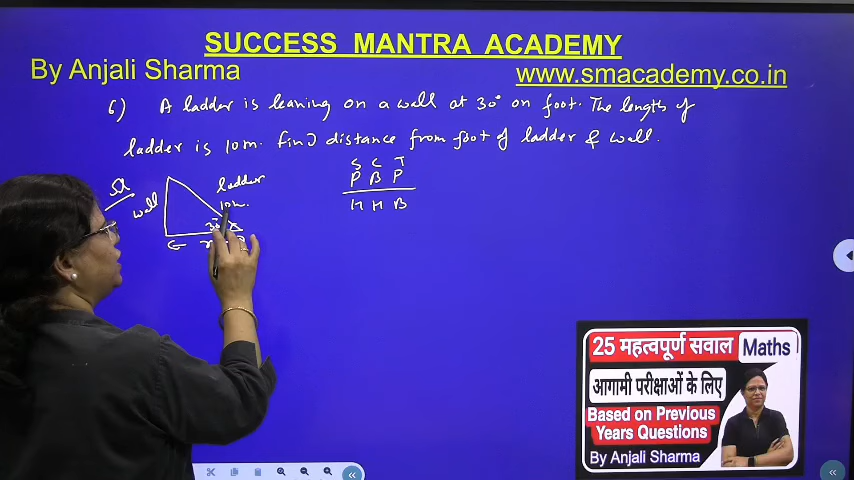 SUCCESS MANTRA ACADEMY
By Anjali Sharma
www.smacademy.co.in
6) A ladder is leaning on a wall at 30° on foot. The length of
ladder is 10m. find distance from foot of ladder & wall.
S C T
P B P
H H B
ladder
10m.
wall
30°
25 महत्वपूर्ण सवाल Maths
आगामी परीक्षाओं के लिए
Based on Previous
Years Questions
By Anjali Sharma